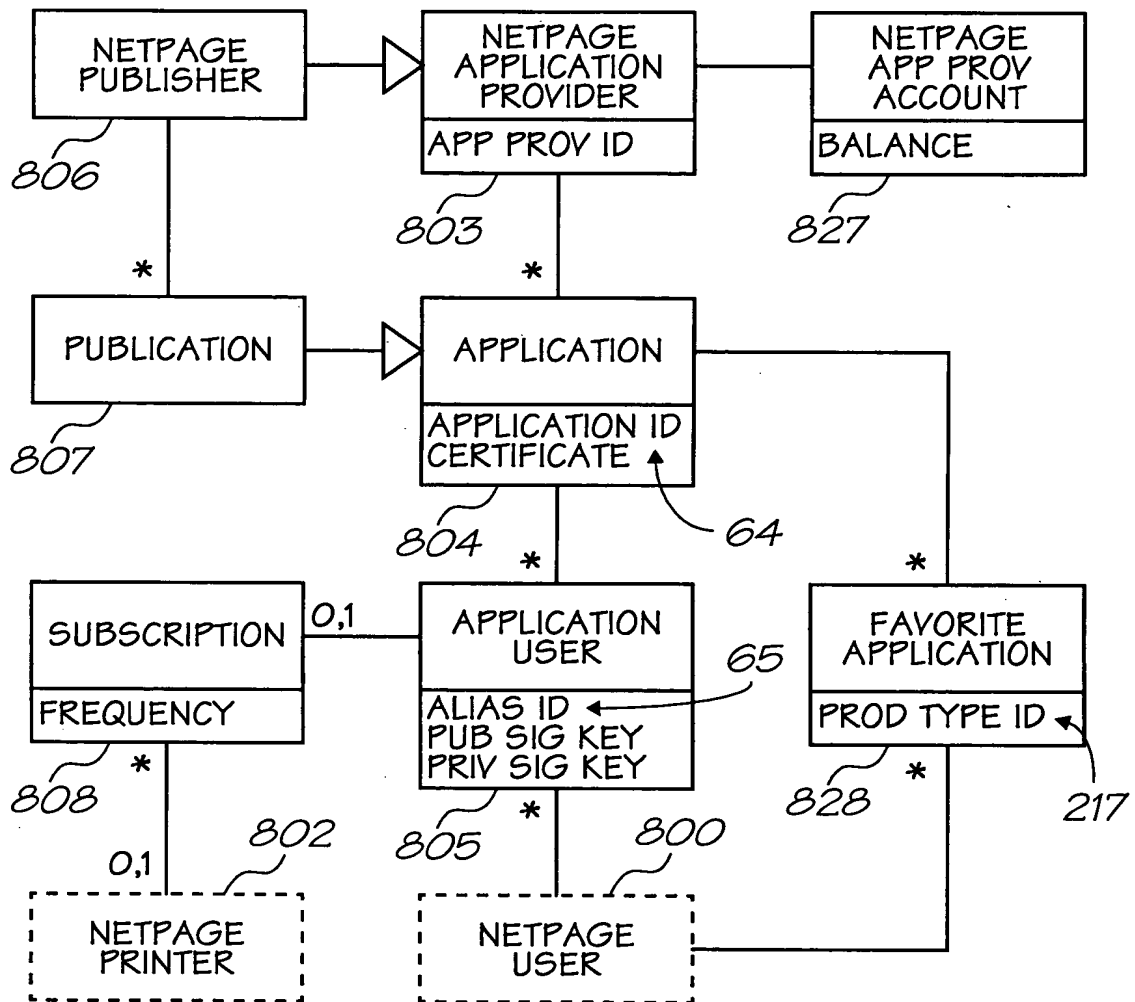 NETPAGE
PUBLISHER
NETPAGE
APPLICATION
PROVIDER
APP PROV ID
NETPAGE
APP PROV
ACCOUNT
BALANCE
806
803
827
*
*
PUBLICATION
APPLICATION
APPLICATION ID
CERTIFICATE
807
804
64
*
*
SUBSCRIPTION
FREQUENCY
0,1
APPLICATION
USER
ALIAS ID
PUB SIG KEY
PRIV SIG KEY
65
FAVORITE
APPLICATION
PROD TYPE ID
*
808
*
805
*
828
217
802
800
0,1
NETPAGE
PRINTER
NETPAGE
USER